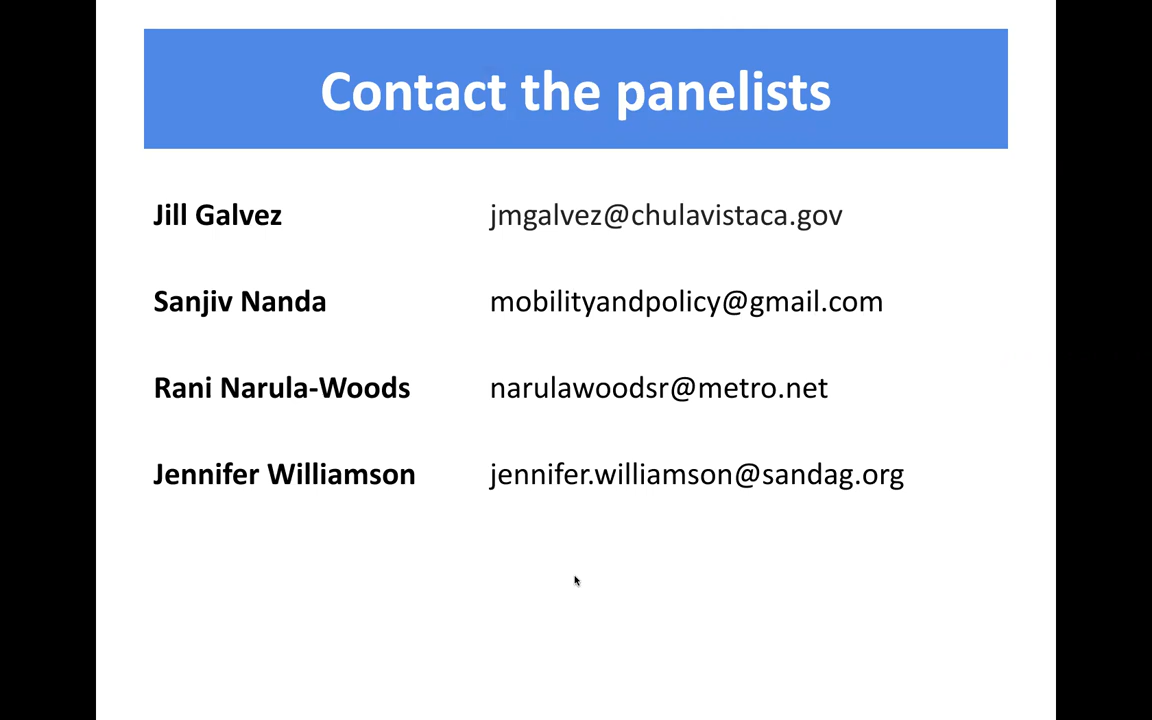 Contact the panelists
Jill Galvez jmgalvez@chulavistaca.gov
Sanjiv Nanda mobilityandpolicy@gmail.com
Rani Narula-Woods narulawoodsr@metro.net
Jennifer Williamson jennifer.williamson@sandag.org